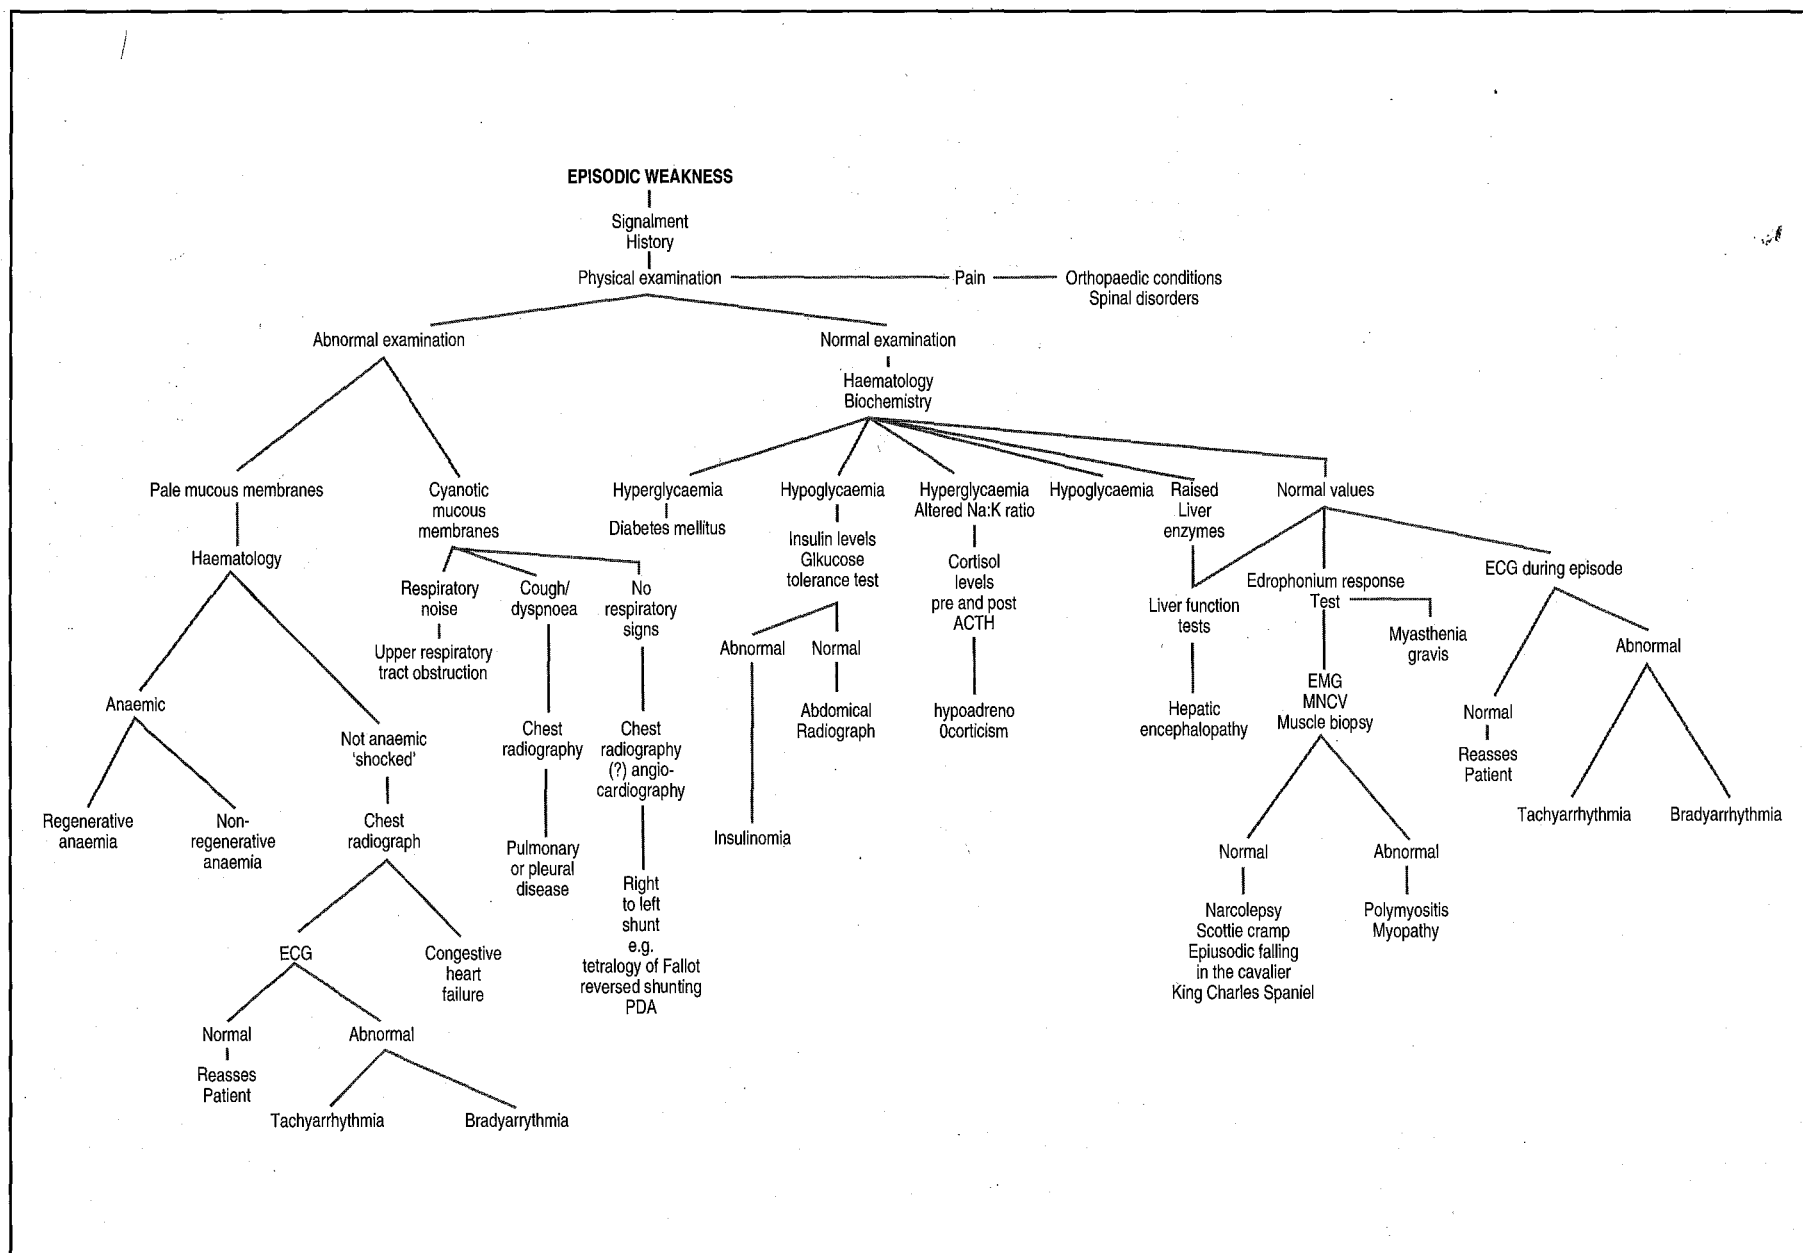 EPISODIC WEAKNESS
Signalment
History
Physical examination
Pain
Orthopaedic conditions
Spinal disorders
Abnormal examination
Normal examination
Haematology
Biochemistry
Pale mucous membranes
Cyanotic
mucous
membranes
Hyperglycaemia
Diabetes mellitus
Hypoglycaemia
Insulin levels
Glkucose
tolerance test
Hyperglycaemia
Altered Na:K ratio
Cortisol
levels
pre and post
ACTH
Hypoglycaemia
Raised
Liver
enzymes
Normal values
Haematology
Respiratory
noise
Upper respiratory
tract obstruction
Cough/
dyspnoea
No
respiratory
signs
Liver function
tests
Edrophonium response
Test
Myasthenia
gravis
ECG during episode
Abnormal
Normal
Abnormal
Anaemic
Not anaemic
'shocked'
Chest
radiography
Chest
radiography
(?) angio-
cardiography
Abdomical
Radiograph
hypoadreno
0corticism
Hepatic
encephalopathy
EMG
MNCV
Muscle biopsy
Normal
Reasses
Patient
Regenerative
anaemia
Non-
regenerative
anaemia
Chest
radiograph
Pulmonary
or pleural
disease
Insulinomia
Tachyarrhythmia
Bradyarrhythmia
Right
to left
shunt
e.g.
tetralogy of Fallot
reversed shunting
PDA
Normal
Abnormal
Narcolepsy
Scottie cramp
Epiusodic falling
in the cavalier
King Charles Spaniel
Polymyositis
Myopathy
ECG
Congestive
heart
failure
Normal
Reasses
Patient
Abnormal
Tachyarrhythmia
Bradyarrythmia